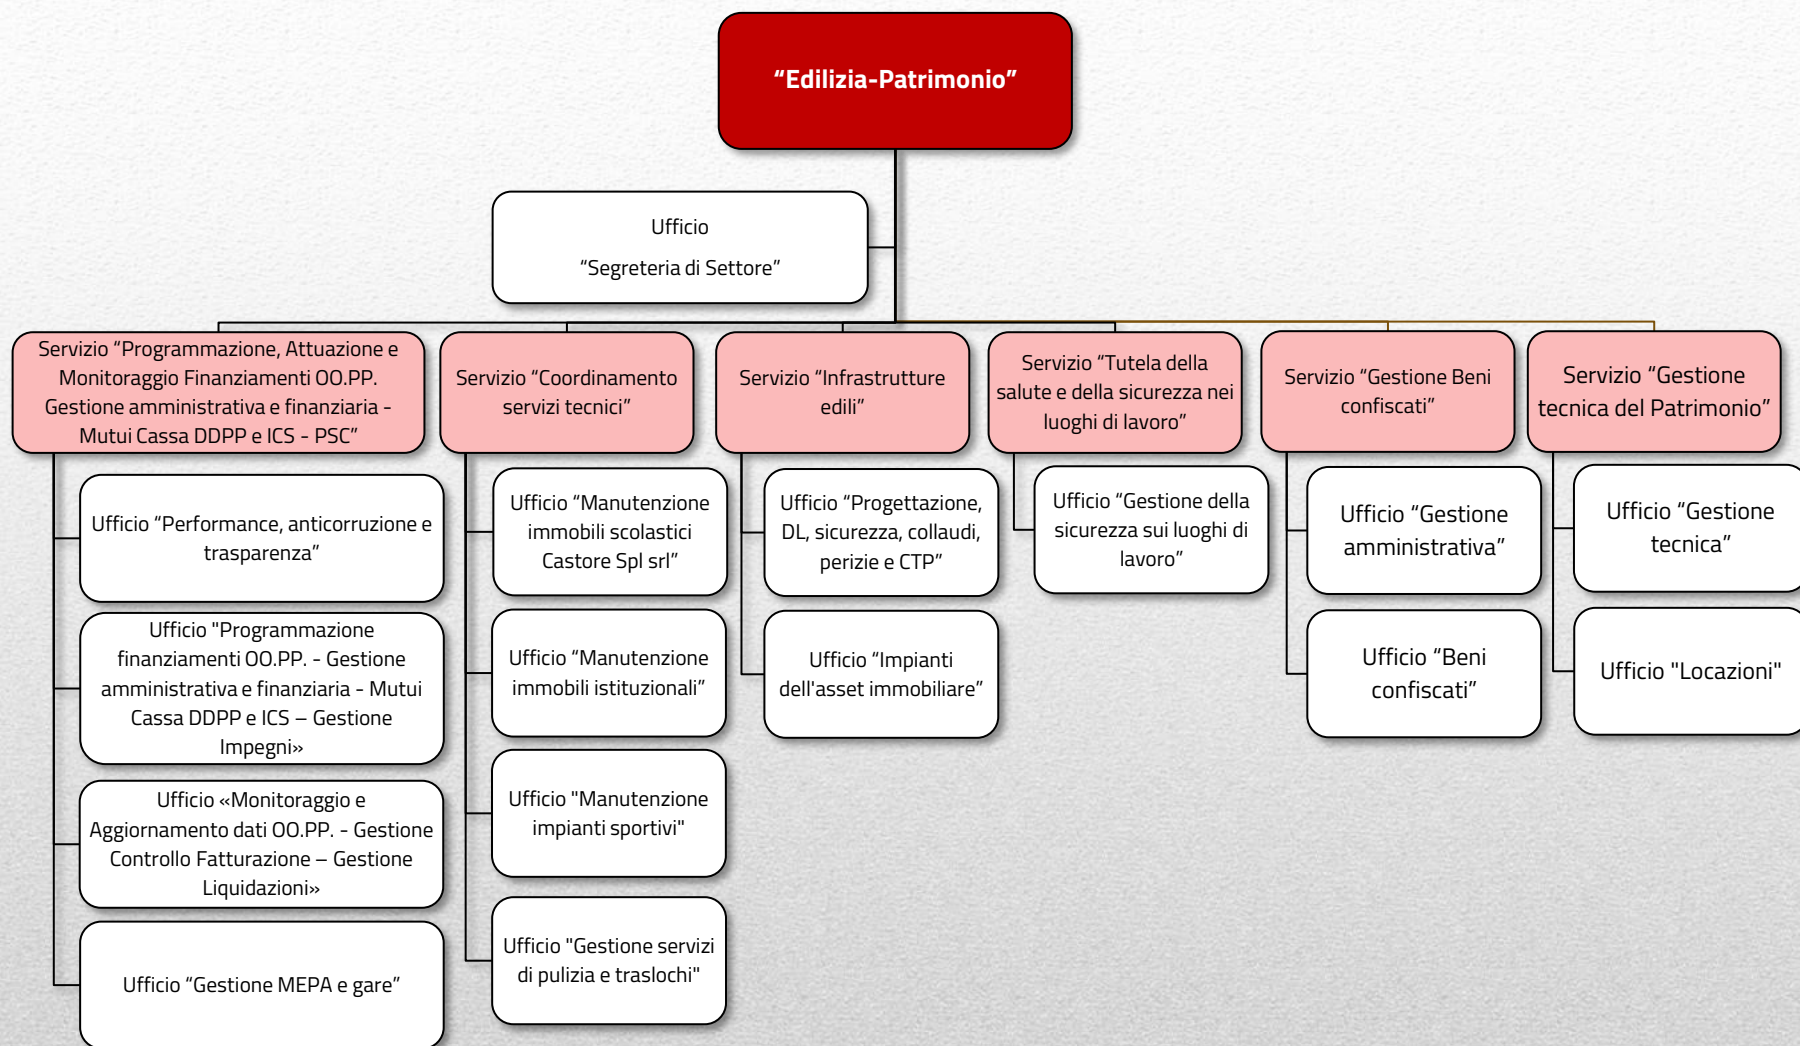 “Edilizia-Patrimonio”
Ufficio
“Segreteria di Settore”
Servizio “Programmazione, Attuazione e
Monitoraggio Finanziamenti OO.PP.
Gestione amministrativa e finanziaria -
Mutui Cassa DDPP e ICS - PSC”
Servizio “Coordinamento
servizi tecnici”
Servizio “Infrastrutture
edili”
Servizio “Tutela della
salute e della sicurezza nei
luoghi di lavoro”
Servizio “Gestione Beni
confiscati”
Servizio “Gestione
tecnica del Patrimonio”
Ufficio “Performance, anticorruzione e
trasparenza”
Ufficio "Programmazione
finanziamenti OO.PP. - Gestione
amministrativa e finanziaria - Mutui
Cassa DDPP e ICS – Gestione
Impegni»
Ufficio «Monitoraggio e
Aggiornamento dati OO.PP. - Gestione
Controllo Fatturazione – Gestione
Liquidazioni»
Ufficio “Gestione MEPA e gare”
Ufficio “Manutenzione
immobili scolastici
Castore Spl srl”
Ufficio “Manutenzione
immobili istituzionali”
Ufficio "Manutenzione
impianti sportivi"
Ufficio "Gestione servizi
di pulizia e traslochi"
Ufficio “Progettazione,
DL, sicurezza, collaudi,
perizie e CTP”
Ufficio “Impianti
dell'asset immobiliare”
Ufficio “Gestione della
sicurezza sui luoghi di
lavoro”
Ufficio “Gestione
amministrativa”
Ufficio “Beni
confiscati”
Ufficio “Gestione
tecnica”
Ufficio "Locazioni"